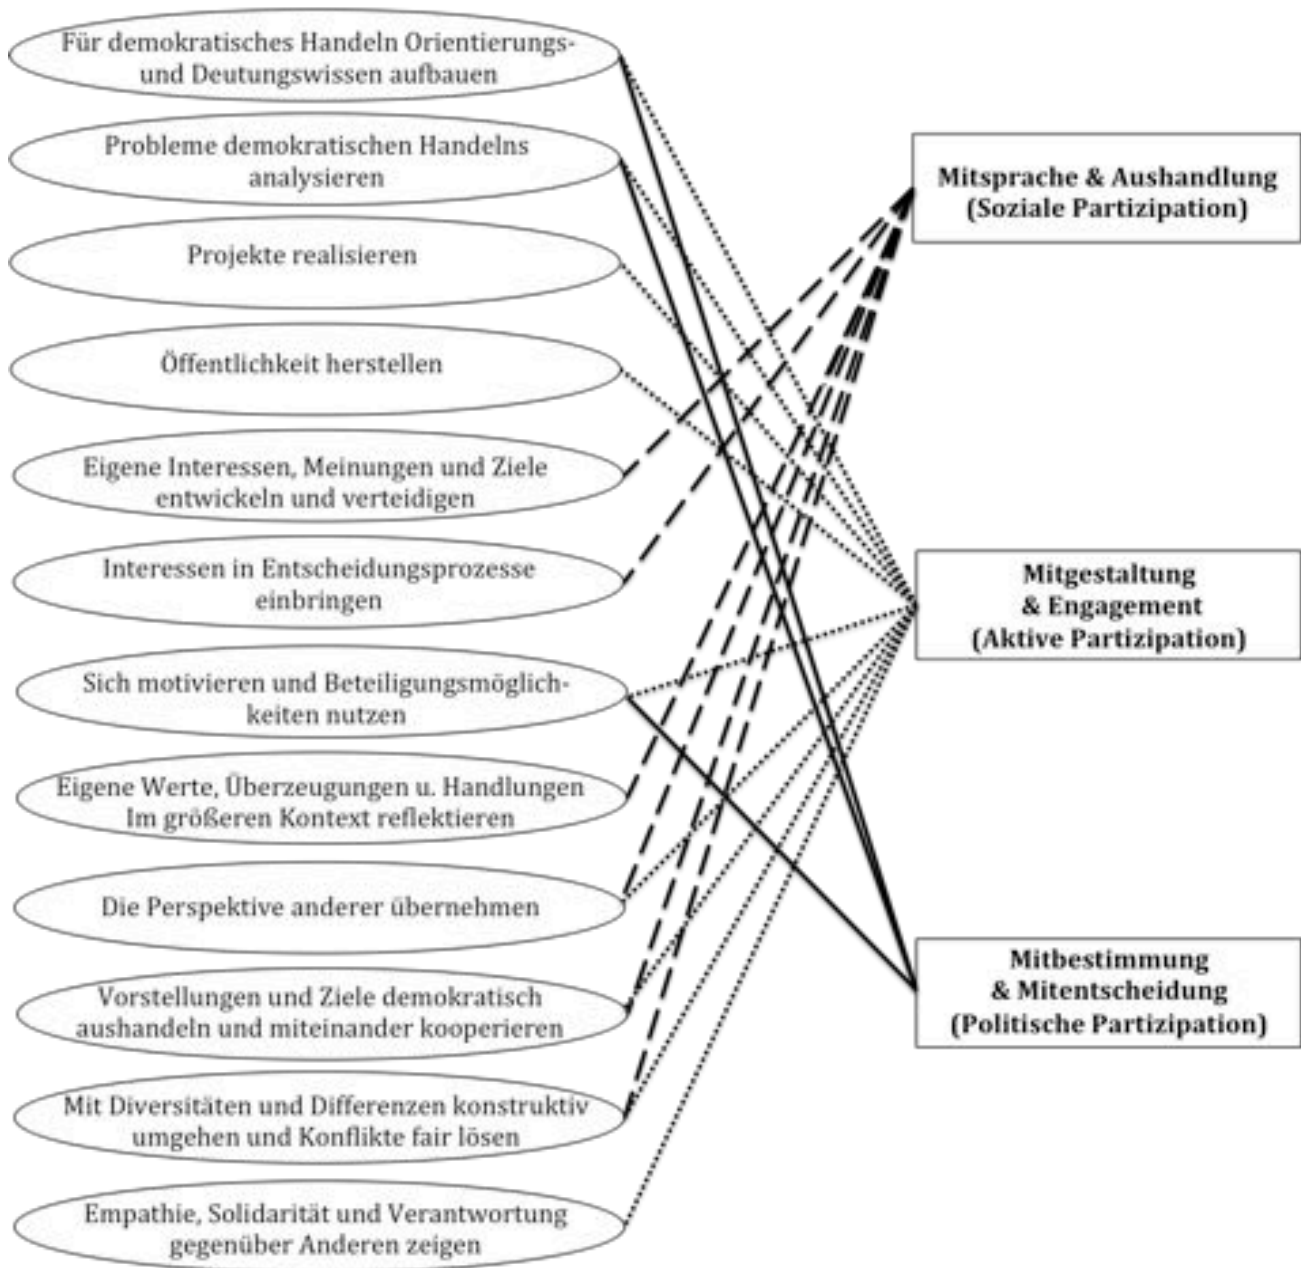 Für demokratisches Handeln Orientierungs-
und Deutungswissen aufbauen
Probleme demokratischen Handelns
analysieren
Projekte realisieren
Öffentlichkeit herstellen
Eigene Interessen, Meinungen und Ziele
entwickeln und verteidigen
Interessen in Entscheidungsprozesse
einbringen
Sich motivieren und Beteiligungsmöglich-
keiten nutzen
Eigene Werte, Überzeugungen u. Handlungen
Im größeren Kontext reflektieren
Die Perspektive anderer übernehmen
Vorstellungen und Ziele demokratisch
aushandeln und miteinander kooperieren
Mit Diversitäten und Differenzen konstruktiv
umgehen und Konflikte fair lösen
Empathie, Solidarität und Verantwortung
gegenüber Anderen zeigen
Mitsprache & Aushandlung
(Soziale Partizipation)
Mitgestaltung
& Engagement
(Aktive Partizipation)
Mitbestimmung
& Mitentscheidung
(Politische Partizipation)